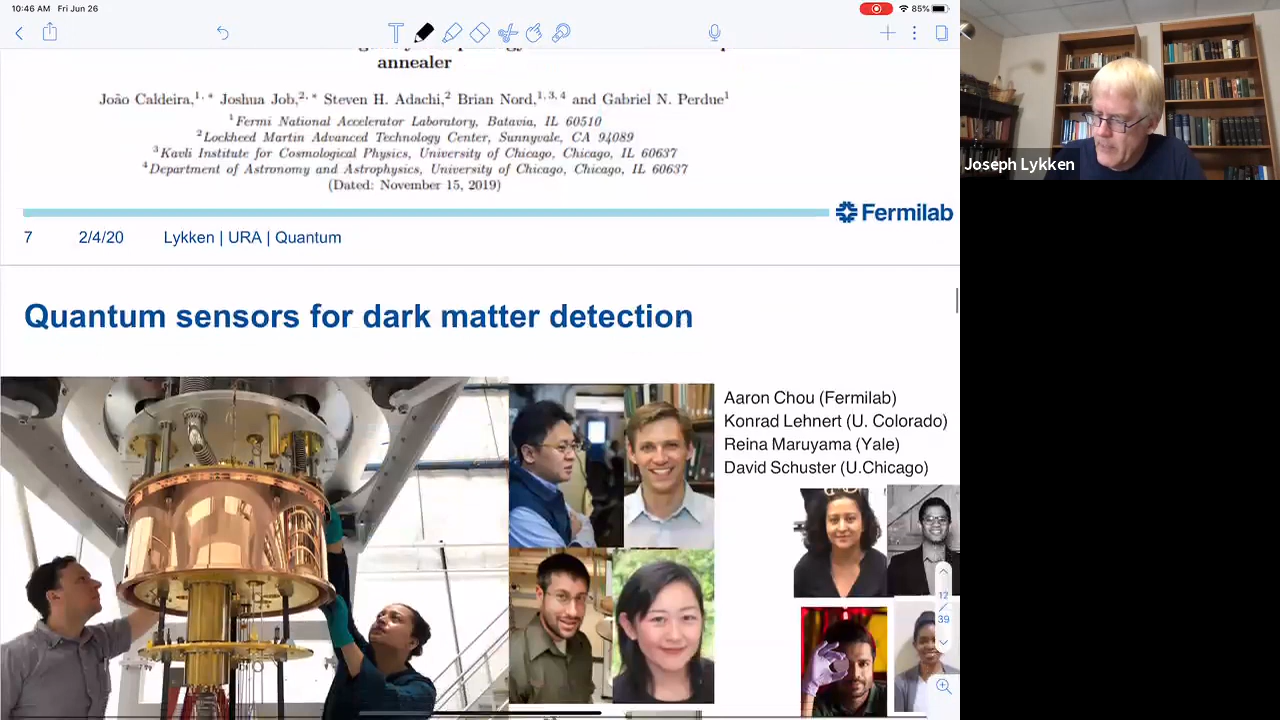 10:46 AM Fri Jun 26
85%
T
annealer
João Caldeira,1, * Joshua Job,2, * Steven H. Adachi,2 Brian Nord,1, 3, 4 and Gabriel N. Perdue1
1Fermi National Accelerator Laboratory, Batavia, IL 60510
2Lockheed Martin Advanced Technology Center, Sunnyvale, CA 94089
3Kavli Institute for Cosmological Physics, University of Chicago, Chicago, IL 60637
4Department of Astronomy and Astrophysics, University of Chicago, Chicago, IL 60637
(Dated: November 15, 2019)
Fermilab
7 2/4/20 Lykken | URA | Quantum
Quantum sensors for dark matter detection
Aaron Chou (Fermilab)
Konrad Lehnert (U. Colorado)
Reina Maruyama (Yale)
David Schuster (U.Chicago)
12
/
39
Joseph Lykken